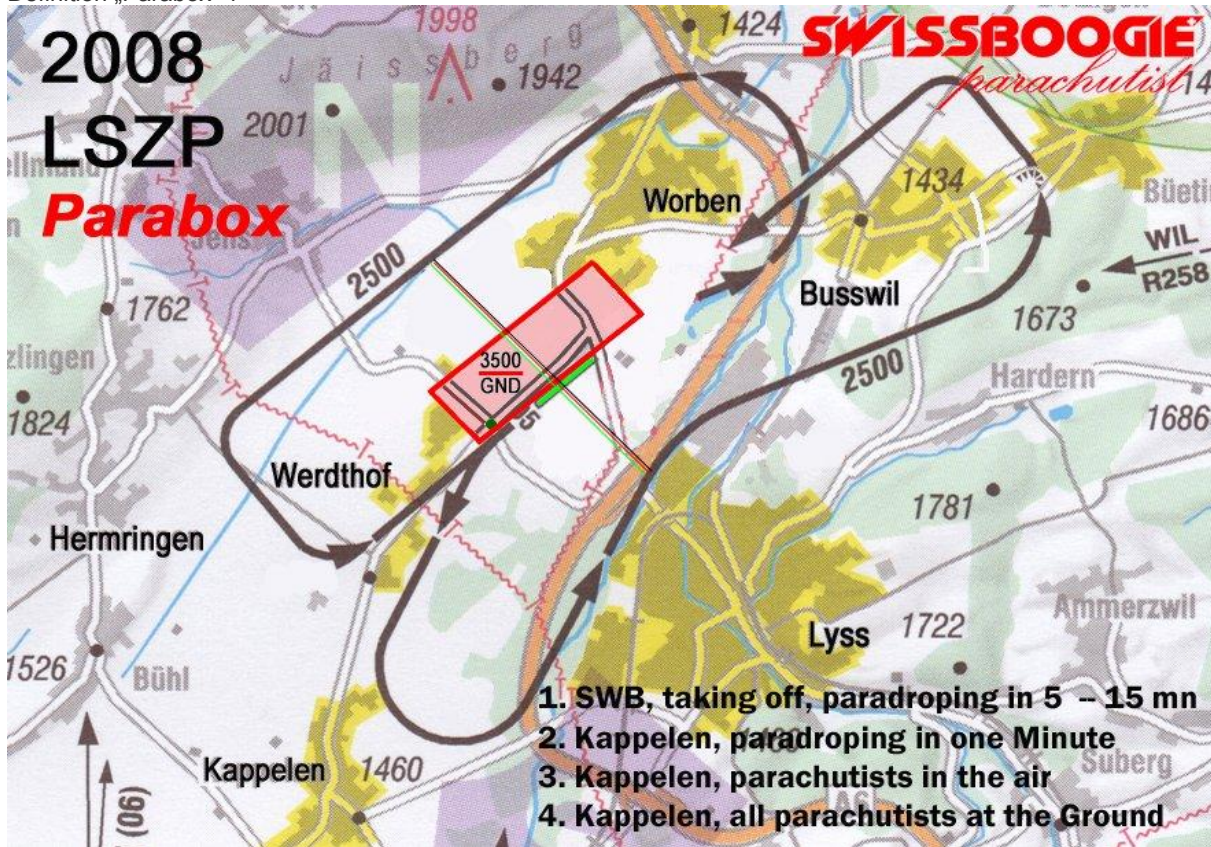 2008
LSZP
Parabox
SWISSBOOGIE
parachutist
1998
1424
Jäissberg
1942
2001
N
1434
Worben
Büeti
WIL
R258
2500
Busswil
1762
1673
3500
GND
2500
Hardern
zlingen
1824
1686
Werdthof
1781
Hermringen
Ammerzwil
Lyss
1722
1526
Bühl
1. SWB, taking off, paradroping in 5 -- 15 mn
2. Kappelen, paradroping in one Minute
Kappelen
1460
Suberg
3. Kappelen, parachutists in the air
(06)
4. Kappelen, all parachutists at the Ground